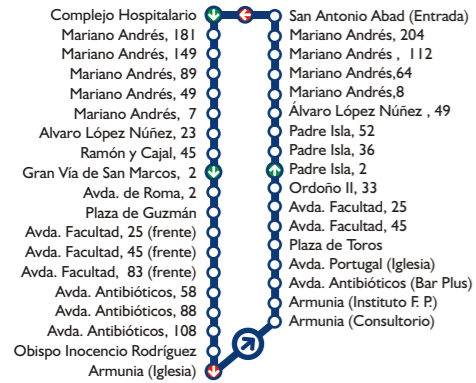 Complejo Hospitalario
Mariano Andrés, 181
Mariano Andrés, 149
Mariano Andrés, 89
Mariano Andrés, 49
Mariano Andrés, 7
Alvaro López Núñez, 23
Ramón y Cajal, 45
Gran Vía de San Marcos, 2
Avda. de Roma, 2
Plaza de Guzmán
Avda. Facultad, 25 (frente)
Avda. Facultad, 45 (frente)
Avda. Facultad, 83 (frente)
Avda. Antibióticos, 58
Avda. Antibióticos, 88
Avda. Antibióticos, 108
Obispo Inocencio Rodríguez
Armunia (Iglesia)
San Antonio Abad (Entrada)
Mariano Andrés, 204
Mariano Andrés , 112
Mariano Andrés,64
Mariano Andrés,8
Álvaro López Núñez , 49
Padre Isla, 52
Padre Isla, 36
Padre Isla, 2
Ordoño II, 33
Avda. Facultad, 25
Avda. Facultad, 45
Plaza de Toros
Avda. Portugal (Iglesia)
Avda. Antibióticos (Bar Plus)
Armunia (Instituto F. P.)
Armunia (Consultorio)